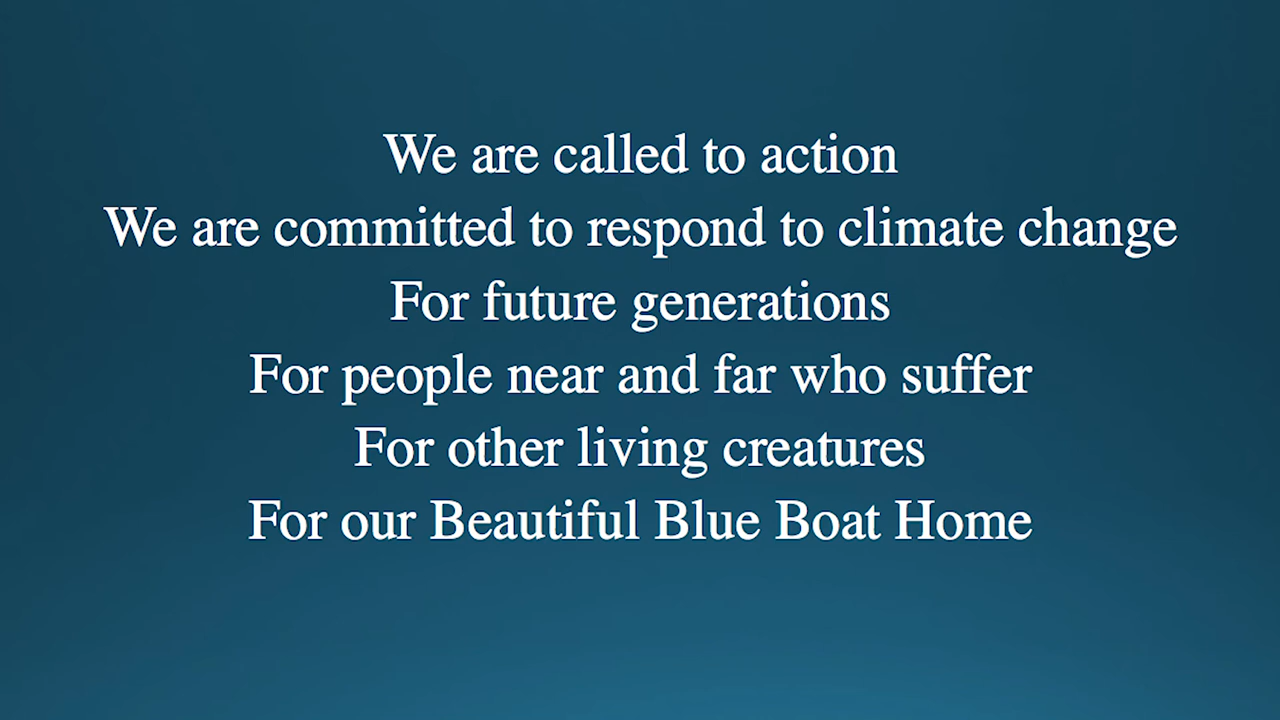 We are called to action
We are committed to respond to climate change
For future generations
For people near and far who suffer
For other living creatures
For our Beautiful Blue Boat Home